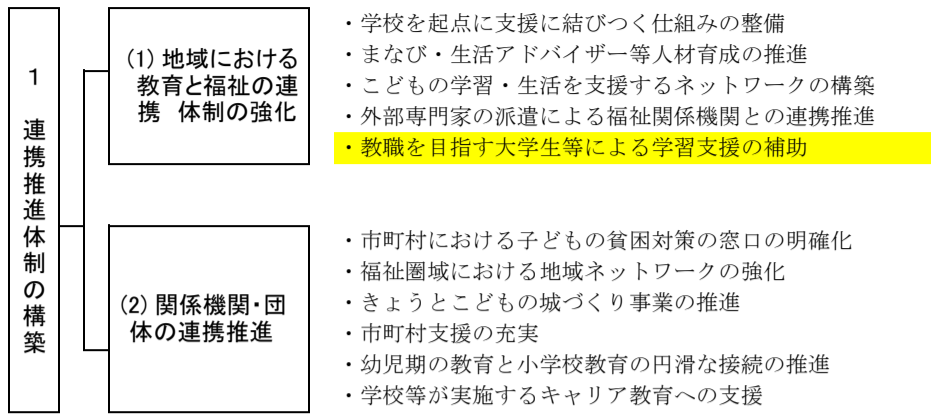 1 連携推進体制の構築
(1) 地域における
教育と福祉の連
携 体制の強化
・学校を起点に支援に結びつく仕組みの整備
・まなび・生活アドバイザー等人材育成の推進
・こどもの学習・生活を支援するネットワークの構築
・外部専門家の派遣による福祉関係機関との連携推進
・教職を目指す大学生等による学習支援の補助
(2) 関係機関・団
体の連携推進
・市町村における子どもの貧困対策の窓口の明確化
・福祉圏域における地域ネットワークの強化
・きょうとこどもの城づくり事業の推進
・市町村支援の充実
・幼児期の教育と小学校教育の円滑な接続の推進
・学校等が実施するキャリア教育への支援